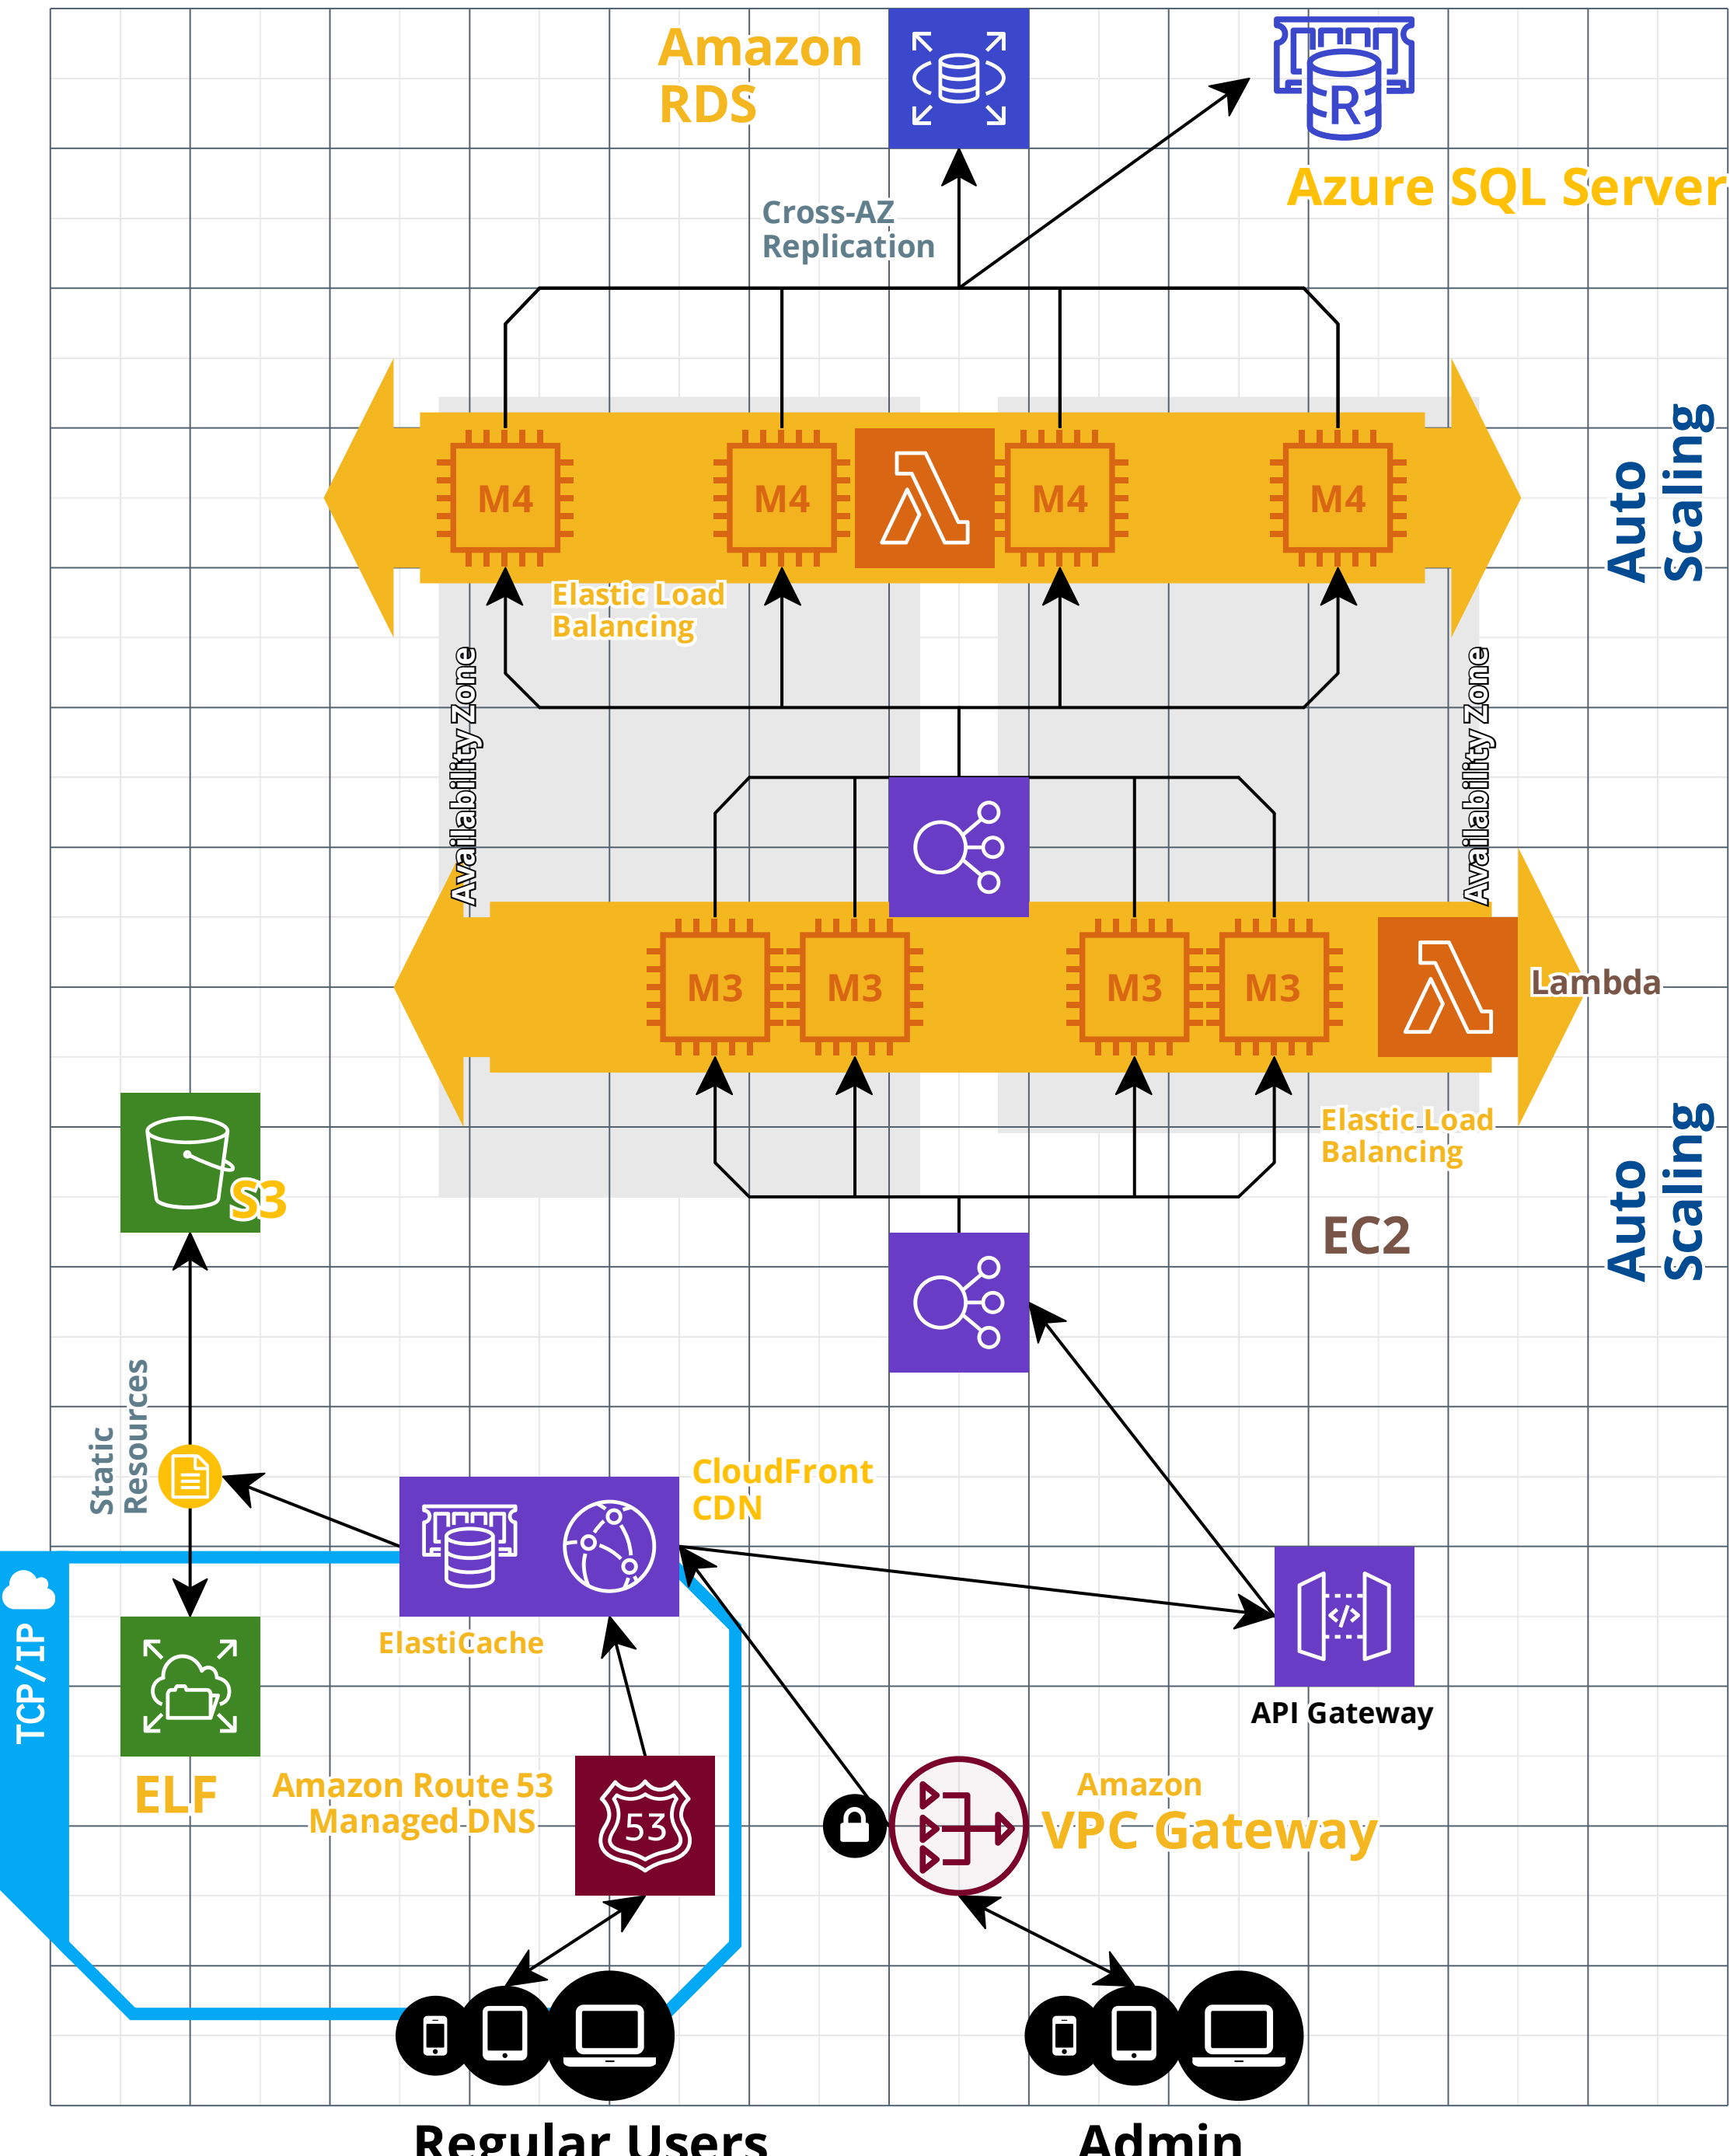 Amazon
RDS
R
Azure SQL Server
Cross-AZ
Replication
Auto
Scaling
M4
M4
M4
M4
Elastic Load
Balancing
Availability Zone
Availability Zone
M3
M3
M3
M3
Lambda
Elastic Load
Balancing
EC2
Auto
Scaling
S3
Static
Resources
CloudFront
CDN
TCP/IP
ElastiCache
</>
API Gateway
ELF
Amazon Route 53
Managed DNS
53
Amazon
VPC Gateway
Regular Users
Admin